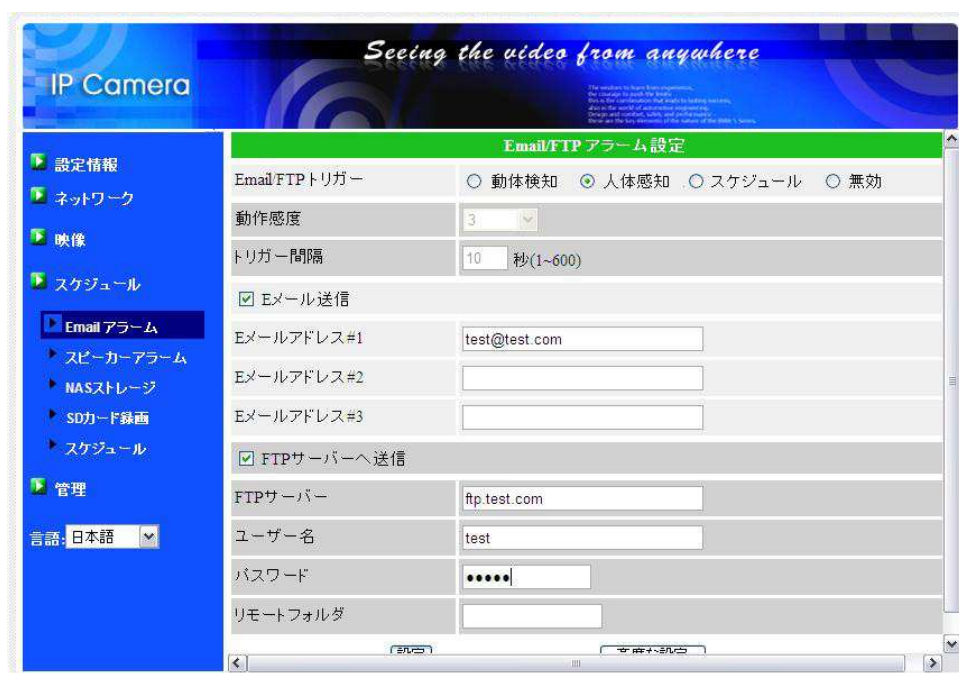 Seeing the video from anywhere
IP Camera
設定情報
ネットワーク
映像
スケジュール
Email アラーム
スピーカーアラーム
NASストレージ
SDカード録画
スケジュール
管理
言語: 日本語
Email/FTP アラーム設定
Email/FTPトリガー 動体検知 人体感知 スケジュール 無効
動作感度 3
トリガー間隔 10 秒(1~600)
Eメール送信
Eメールアドレス#1 test@test.com
Eメールアドレス#2
Eメールアドレス#3
FTPサーバーへ送信
FTPサーバー ftp.test.com
ユーザー名 test
パスワード •••••
リモートフォルダ
設定 高度な設定